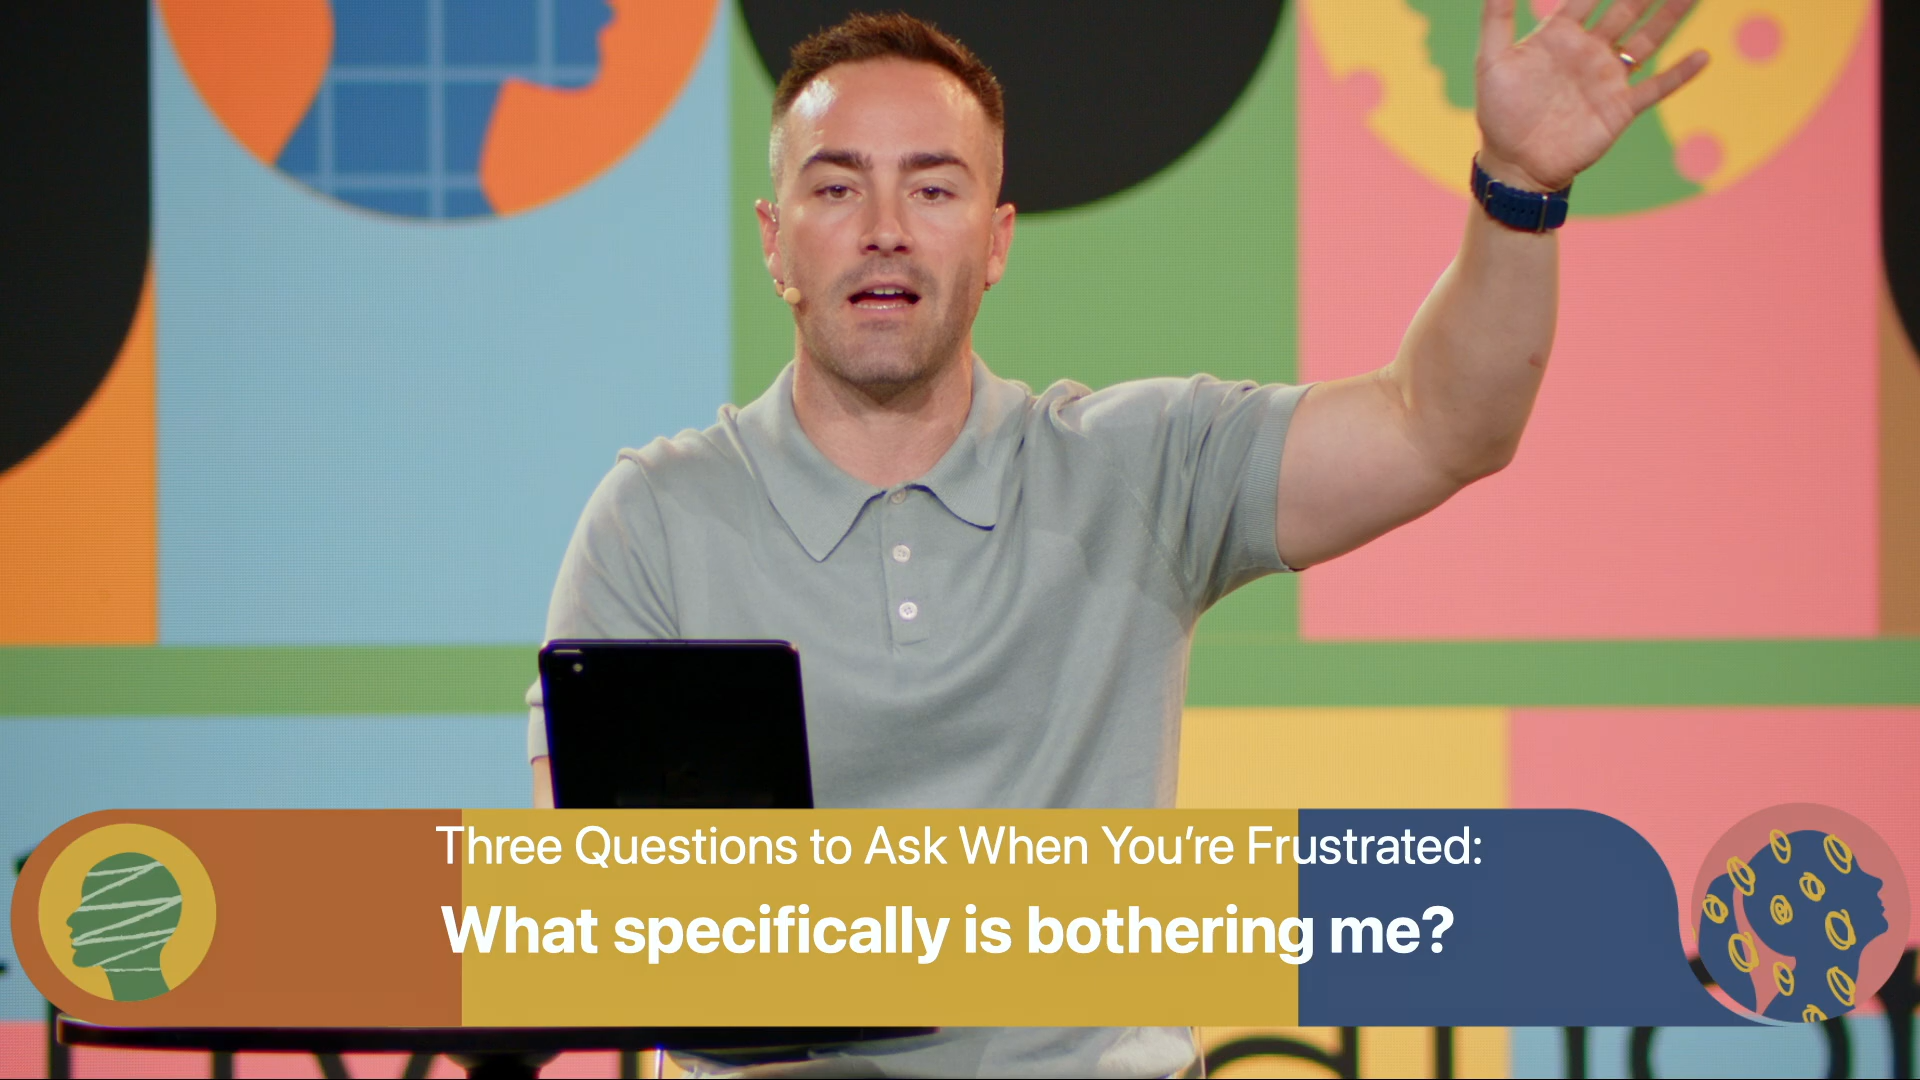 Three Questions to Ask When You’re Frustrated:
What specifically is bothering me?